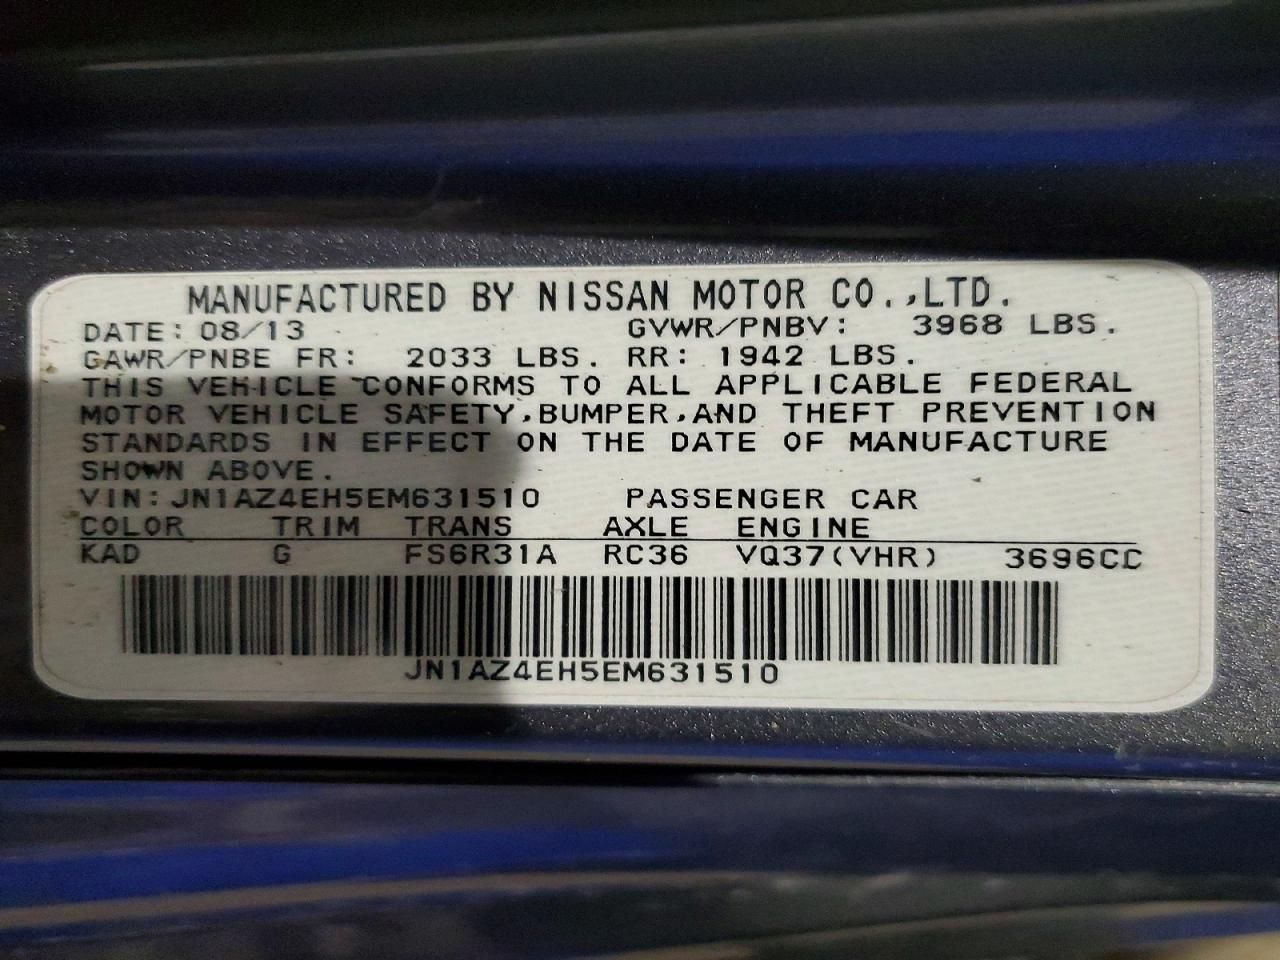 MANUFACTURED BY NISSAN MOTOR CO.,LTD.
DATE: 08/13 GVWR/PNBV: 3968 LBS.
GAWR/PNBE FR: 2033 LBS. RR: 1942 LBS.
THIS VEHICLE CONFORMS TO ALL APPLICABLE FEDERAL
MOTOR VEHICLE SAFETY,BUMPER,AND THEFT PREVENTION
STANDARDS IN EFFECT ON THE DATE OF MANUFACTURE
SHOWN ABOVE.
VIN: JN1AZ4EH5EM631510 PASSENGER CAR
COLOR TRIM TRANS AXLE ENGINE
KAD G FS6R31A RC36 VQ37(VHR) 3696CC
JN1AZ4EH5EM631510